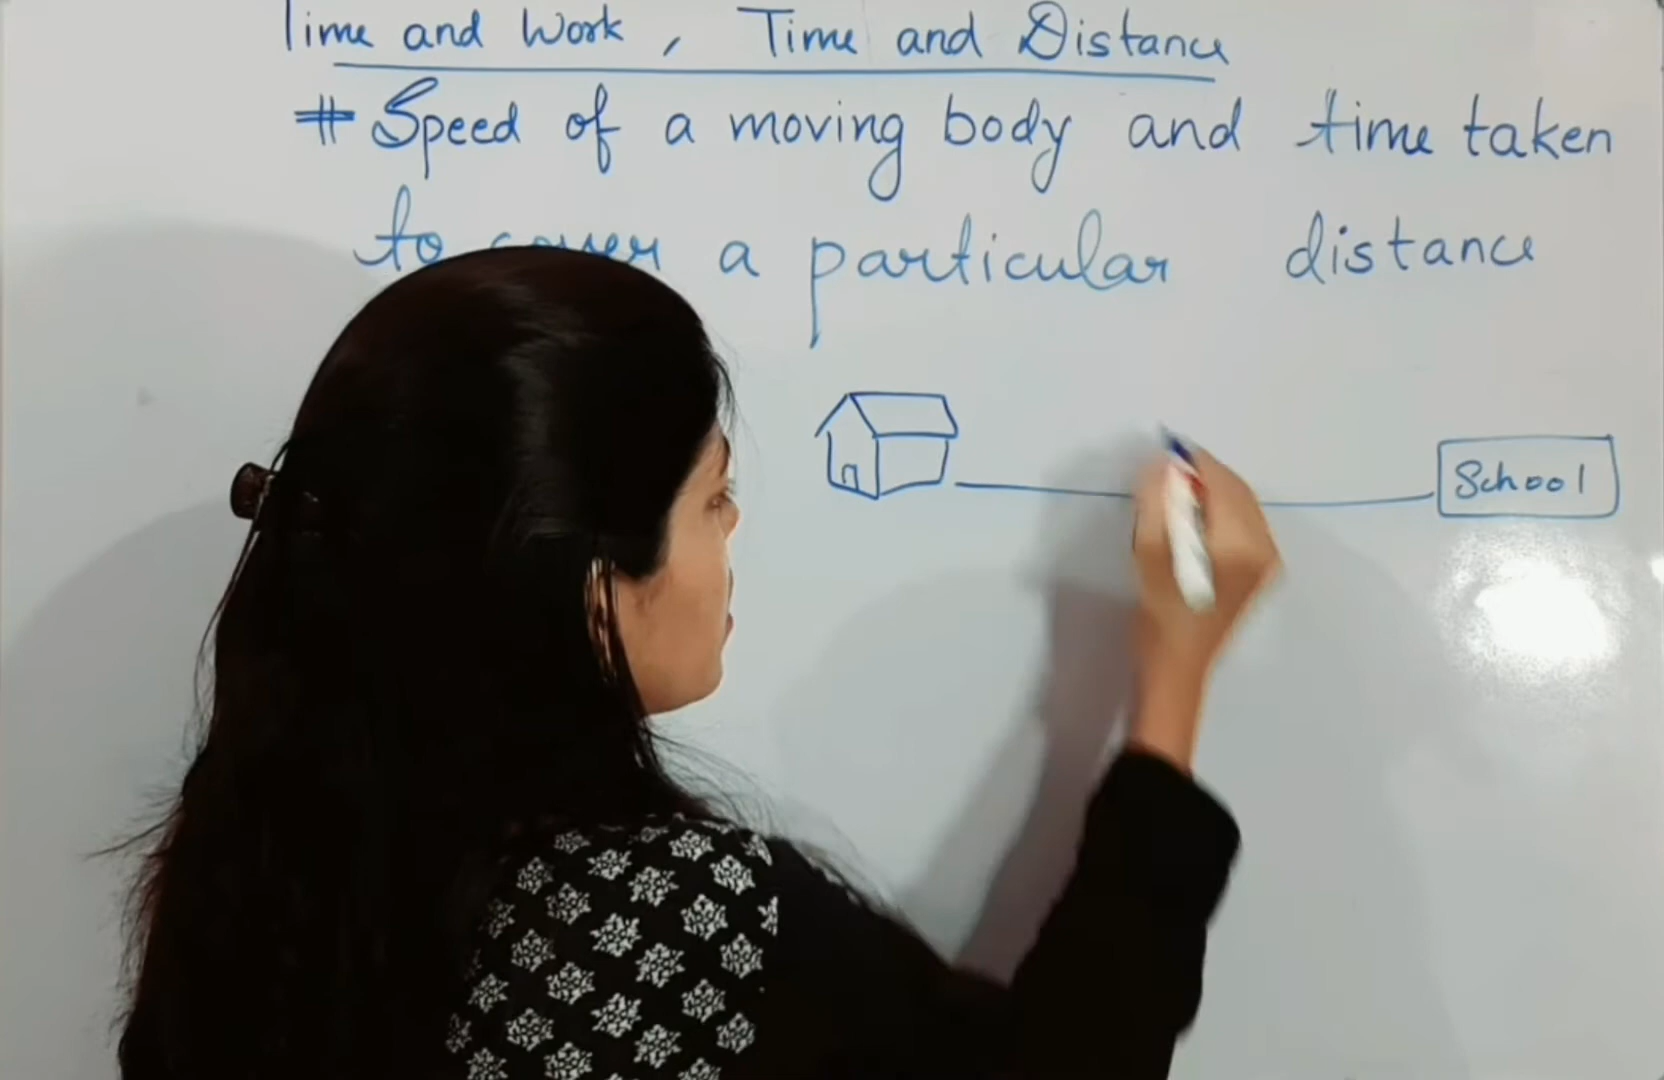 Time and Work, Time and Distance
# Speed of a moving body and time taken
to cover a particular distance
School